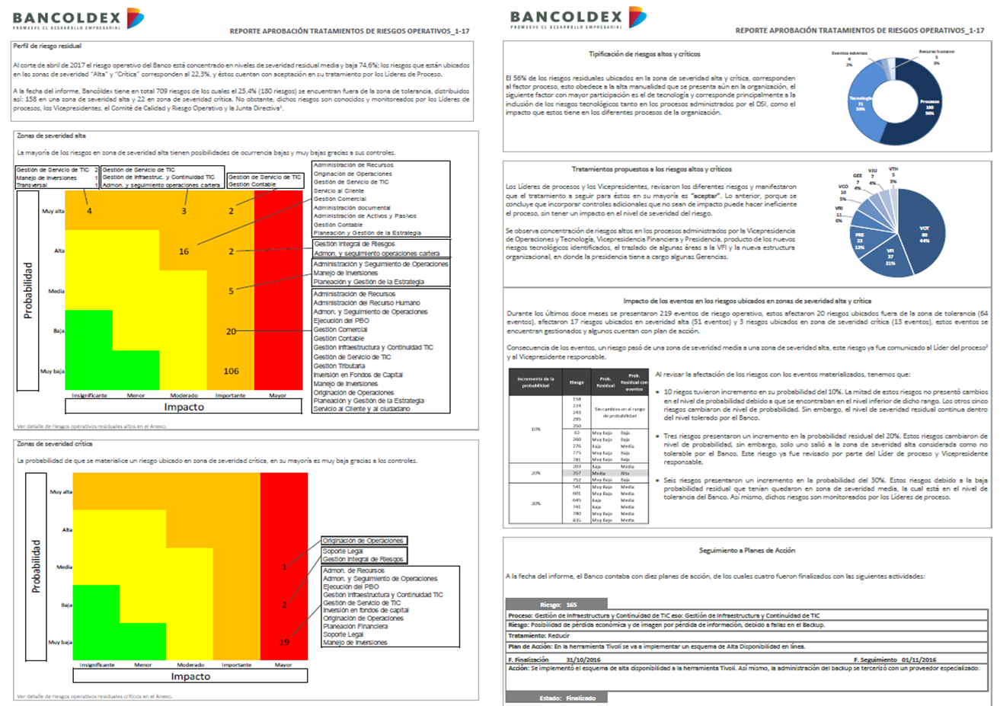 BANCOLDEX
PROMUEVE EL DESARROLLO EMPRESARIAL
REPORTE APROBACIÓN TRATAMIENTOS DE RIESGOS OPERATIVOS_1-17
Perfil de riesgo residual
Al corte de abril de 2017 el riesgo operativo del Banco está concentrado en niveles de severidad residual media y baja 74,6%; los riesgos que están ubicados
en las zonas de severidad "Alta" y "Crítica" corresponden al 22,3%, y éstos cuentan con aceptación en su tratamiento por los Líderes de Proceso.
A la fecha del informe, Bancóldex tiene en total 709 riesgos de los cuales el 25,4% (180 riesgos) se encuentran fuera de la zona de tolerancia, distribuidos
así: 158 en una zona de severidad alta y 22 en zona de severidad crítica. No obstante, dichos riesgos son conocidos y monitoreados por los Líderes de
procesos, los Vicepresidentes, el Comité de Calidad y Riesgo Operativo y la Junta Directiva¹.
Zonas de severidad alta
La mayoría de los riesgos en zona de severidad alta tienen posibilidades de ocurrencia bajas y muy bajas gracias a sus controles.
Gestión de Servicio de TIC 2
Manejo de Inversiones 1
Transversal 1
Gestión de Servicio de TIC
Gestión de Infraestruc. y Continuidad TIC
Admon. y seguimiento operaciones cartera
Gestión de Servicio de TIC
Gestión Contable
Administración de Recursos
Originación de Operaciones
Gestión de Servicio de TIC
Servicio al Cliente
Gestión Comercial
Administración documental
Administración de Activos y Pasivos
Gestión Contable
Planeación y Gestión de la Estrategia
Gestión Integral de Riesgos
Admon. y seguimiento operaciones cartera
Administración y Seguimiento de Operaciones
Manejo de Inversiones
Planeación y Gestión de la Estrategia
Administración de Recursos
Administración del Recurso Humano
Admon. y Seguimiento de Operaciones
Ejecución del PBO
Gestión Comercial
Gestión Contable
Gestión Infraestructura y Continuidad TIC
Gestión de Servicio de TIC
Gestión Tributaria
Inversión en Fondos de Capital
Manejo de Inversiones
Originación de Operaciones
Planeación y Gestión de la Estrategia
Servicio al Cliente y al ciudadano
Probabilidad
Muy alta
4
3
2
Alta
16
2
Media
5
Baja
20
Muy baja
106
Insignificante Menor Moderado Importante Mayor
Impacto
Ver detalle de riesgos operativos residuales altos en el Anexo.
Zonas de severidad crítica
La probabilidad de que se materialice un riesgo ubicado en zona de severidad crítica, en su mayoría es muy baja gracias a los controles.
Probabilidad
Muy alta
Alta
Media
1
Baja
2
Muy baja
19
Originación de Operaciones
Soporte Legal
Gestión Integral de Riesgos
Admon. de Recursos
Admon. y Seguimiento de Operaciones
Ejecución del PBO
Gestión Infraestructura y Continuidad TIC
Gestión de Servicio de TIC
Inversión en fondos de capital
Originación de Operaciones
Planeación Financiera
Soporte Legal
Manejo de Inversiones
Insignificante Menor Moderado Importante Mayor
Impacto
Ver detalle de riesgos operativos residuales críticos en el Anexo.
BANCOLDEX
PROMUEVE EL DESARROLLO EMPRESARIAL
REPORTE APROBACIÓN TRATAMIENTOS DE RIESGOS OPERATIVOS_1-17
Tipificación de riesgos altos y críticos
El 56% de los riesgos residuales ubicados en la zona de severidad alta y crítica, corresponden
al factor proceso, esto obedece a la alta manualidad que se presenta aún en la organización, el
siguiente factor con mayor participación es el de tecnología y corresponde principalmente a la
inclusión de los riesgos tecnológicos tanto en los procesos administrados por el DSI, como el
impacto que estos tiene en los diferentes procesos de la organización.
Eventos externos
4
2%
Recurso humano
5
3%
Tecnología
71
39%
Procesos
100
56%
Tratamientos propuestos a los riesgos altos y críticos
Los Líderes de procesos y los Vicepresidentes, revisaron los diferentes riesgos y manifestaron
que el tratamiento a seguir para éstos en su mayoría es "aceptar". Lo anterior, porque se
concluye que incorporar controles adicionales que no sean de impacto puede hacer ineficiente
el proceso, sin tener un impacto en el nivel de severidad del riesgo.
Se observa concentración de riesgos altos en los procesos administrados por la Vicepresidencia
de Operaciones y Tecnología, Vicepresidencia Financiera y Presidencia, producto de los nuevos
riesgos tecnológicos identificados, el traslado de algunas áreas a la VFI y la nueva estructura
organizacional, en donde la presidencia tiene a cargo algunas Gerencias.
VTH
5
3%
VJU
7
4%
GEE
7
4%
VCO
10
5%
VRI
11
6%
PRE
23
13%
VFI
37
21%
VOT
80
44%
Impacto de los eventos en los riesgos ubicados en zonas de severidad alta y crítica
Durante los últimos doce meses se presentaron 219 eventos de riesgo operativo, estos afectaron 20 riesgos ubicados fuera de la zona de tolerancia (64
eventos), afectaron 17 riesgos ubicados en severidad alta (51 eventos) y 3 riesgos ubicados en zona de severidad crítica (13 eventos), estos eventos se
encuentran gestionados y algunos cuentan con plan de acción.
Consecuencia de los eventos, un riesgo pasó de una zona de severidad media a una zona de severidad alta, este riesgo ya fue comunicado al Líder del proceso²
y al Vicepresidente responsable.
Incremento de la probabilidad Riesgo Prob. Residual Prob. Residual con eventos
10%
158
224
243
295
350
Sin cambios en el rango de probabilidad
63 Muy baja Baja
260 Muy baja Baja
276 Baja Media
775 Muy baja Baja
781 Muy baja Baja
20%
203 Baja Media
357 Media Alta
752 Muy Baja Baja
30%
541 Muy Baja Media
601 Muy Baja Media
645 Baja Media
741 Baja Media
780 Muy Baja Media
835 Muy Baja Media
Al revisar la afectación de los riesgos con los eventos materializados, tenemos que:
• 10 riegos tuvieron incremento en su probabilidad del 10%. La mitad de estos riesgos no presentó cambios
en el nivel de probabilidad debido a que se encontraban en el nivel inferior de dicho rango. Los otros cinco
riesgos cambiaron de nivel de probabilidad. Sin embargo, el nivel de severidad residual continua dentro
del nivel tolerado por el Banco.
• Tres riesgos presentaron un incremento en la probabilidad residual del 20%. Estos riesgos cambiaron de
nivel de probabilidad, sin embargo, solo uno salió a la zona de severidad alta considerada como no
tolerable por el Banco. Este riesgo ya fue revisado por parte del Líder de proceso y Vicepresidente
responsable.
• Seis riesgos presentaron un incremento en la probabilidad del 30%. Estos riesgos debido a la baja
probabilidad residual que tenían quedaron en zona de severidad media, la cual está en el nivel de
tolerancia del Banco. Así mismo, dichos riesgos son monitoreados por los Líderes de proceso.
Seguimiento a Planes de Acción
A la fecha del informe, el Banco contaba con diez planes de acción, de los cuales cuatro fueron finalizados con las siguientes actividades:
Riesgo: 165
Proceso: Gestión de Infraestructura y Continuidad de TIC eso: Gestión de Infraestructura y Continuidad de TIC
Riesgo: Posibilidad de pérdida económica y de imagen por pérdida de información, debido a fallas en el Backup.
Tratamiento: Reducir
Plan de Acción: En la herramienta Tivoli se va a implementar un esquema de Alta Disponibilidad en línea.
F. Finalización 31/10/2016 F. Seguimiento 01/11/2016
Acción: Se implementó el esquema de alta disponibilidad a la herramienta Tivoli. Así mismo, la administración del backup se tercerizó con un proveedor especializado.
Estado: Finalizado